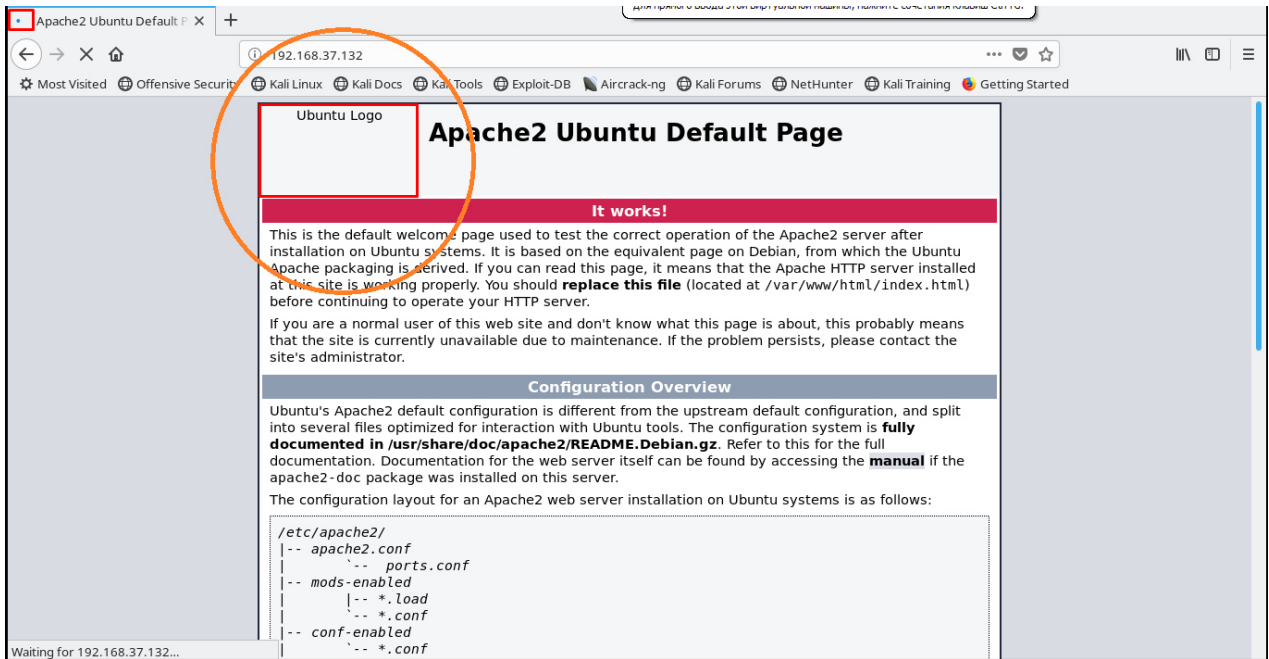 для прямого ввода этой виртуальной машины, нажмите сочетания клавиш Ctrl+G.
Apache2 Ubuntu Default P
192.168.37.132
Most Visited Offensive Security Kali Linux Kali Docs Kali Tools Exploit-DB Aircrack-ng Kali Forums NetHunter Kali Training Getting Started
Ubuntu Logo
Apache2 Ubuntu Default Page
It works!
This is the default welcome page used to test the correct operation of the Apache2 server after
installation on Ubuntu systems. It is based on the equivalent page on Debian, from which the Ubuntu
Apache packaging is derived. If you can read this page, it means that the Apache HTTP server installed
at this site is working properly. You should replace this file (located at /var/www/html/index.html)
before continuing to operate your HTTP server.
If you are a normal user of this web site and don't know what this page is about, this probably means
that the site is currently unavailable due to maintenance. If the problem persists, please contact the
site's administrator.
Configuration Overview
Ubuntu's Apache2 default configuration is different from the upstream default configuration, and split
into several files optimized for interaction with Ubuntu tools. The configuration system is fully
documented in /usr/share/doc/apache2/README.Debian.gz. Refer to this for the full
documentation. Documentation for the web server itself can be found by accessing the manual if the
apache2-doc package was installed on this server.
The configuration layout for an Apache2 web server installation on Ubuntu systems is as follows:
/etc/apache2/
|-- apache2.conf
|       `--  ports.conf
|-- mods-enabled
|       |-- *.load
|       `-- *.conf
|-- conf-enabled
|       `-- *.conf
Waiting for 192.168.37.132...